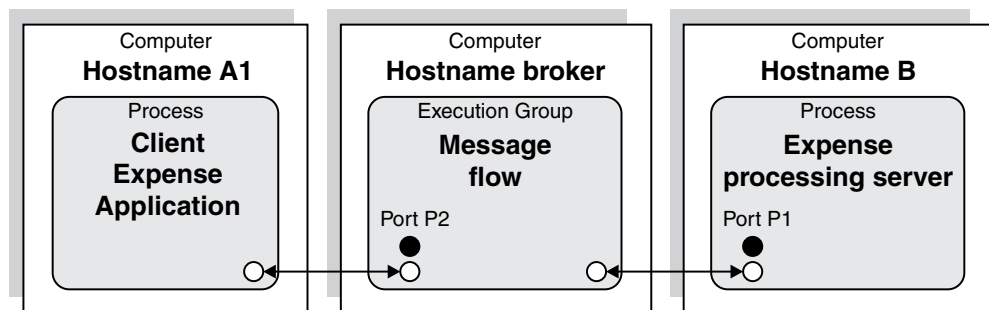 Computer
Hostname A1
Process
Client
Expense
Application
Computer
Hostname broker
Execution Group
Message
flow
Port P2
Computer
Hostname B
Process
Expense
processing server
Port P1